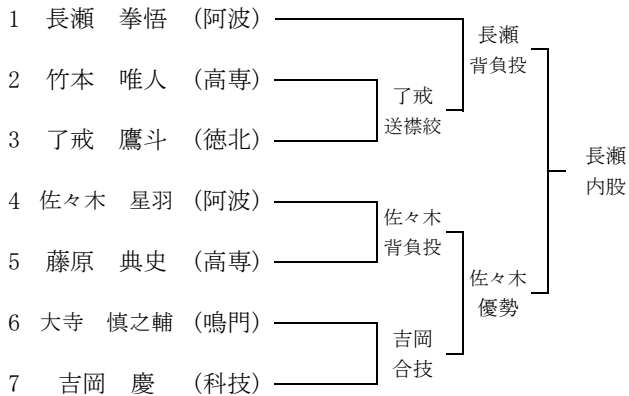 1 長瀬 拳悟 (阿波)
2 竹本 唯人 (高専)
3 了戒 鷹斗 (徳北)
4 佐々木 星羽 (阿波)
5 藤原 典史 (高専)
6 大寺 慎之輔 (鳴門)
7 吉岡 慶 (科技)
了戒
送襟絞
佐々木
背負投
吉岡
合技
長瀬
背負投
佐々木
優勢
長瀬
内股